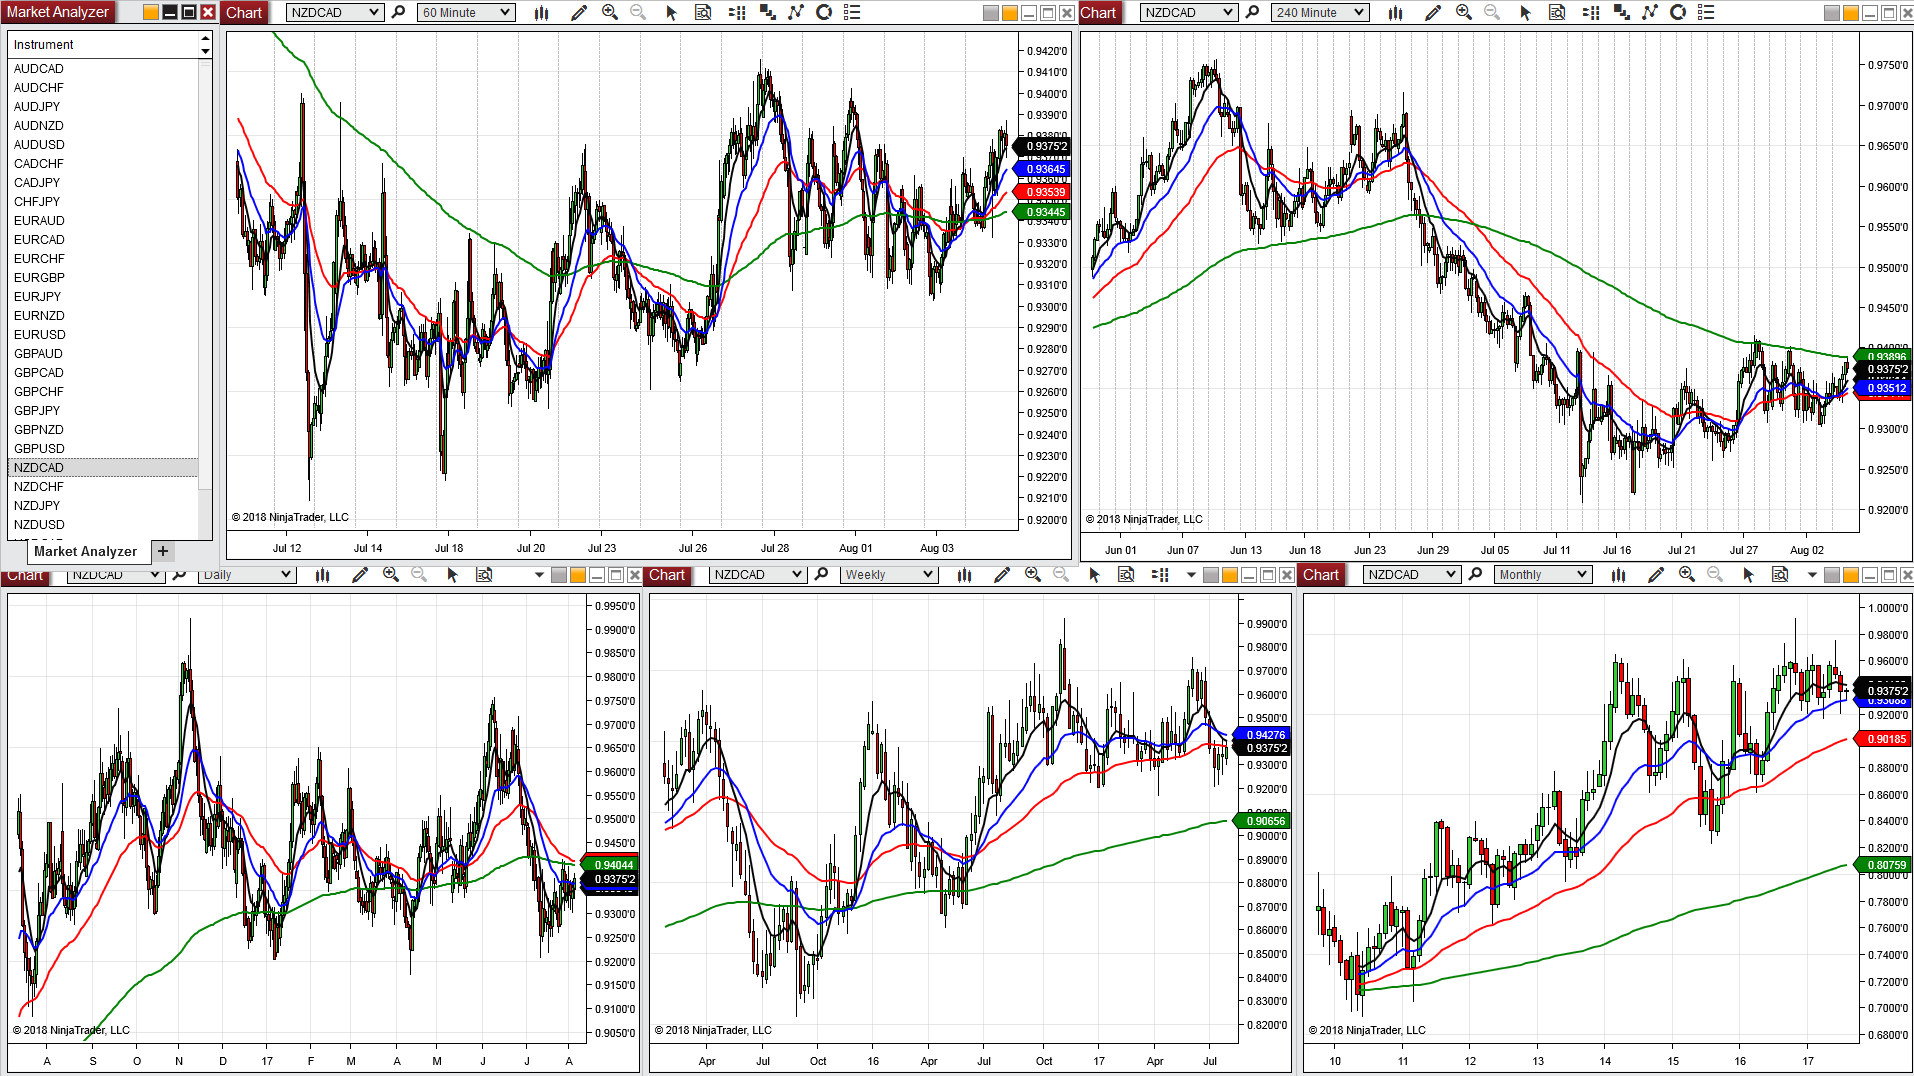 Market Analyzer
Instrument
AUDCAD
AUDCHF
AUDJPY
AUDNZD
AUDUSD
CADCHF
CADJPY
CHFJPY
EURAUD
EURCAD
EURCHF
EURGBP
EURJPY
EURNZD
EURUSD
GBPAUD
GBPCAD
GBPCHF
GBPJPY
GBPNZD
GBPUSD
NZDCAD
NZDCHF
NZDJPY
NZDUSD
Market Analyzer +
Chart NZDCAD 60 Minute
0.9420'0
0.9410'0
0.9400'0
0.9390'0
0.9380'0
0.9375'2
0.93645
0.93539
0.93445
0.9330'0
0.9320'0
0.9310'0
0.9300'0
0.9290'0
0.9280'0
0.9270'0
0.9260'0
0.9250'0
0.9240'0
0.9230'0
0.9220'0
0.9210'0
0.9200'0
© 2018 NinjaTrader, LLC
Jul 12 Jul 14 Jul 18 Jul 20 Jul 23 Jul 26 Jul 28 Aug 01 Aug 03
Chart NZDCAD 240 Minute
0.9750'0
0.9700'0
0.9650'0
0.9600'0
0.9550'0
0.9500'0
0.9450'0
0.93896
0.9375'2
0.93512
0.9300'0
0.9250'0
0.9200'0
© 2018 NinjaTrader, LLC
Jun 01 Jun 07 Jun 13 Jun 18 Jun 23 Jun 29 Jul 05 Jul 11 Jul 16 Jul 21 Jul 27 Aug 02
Chart NZDCAD Daily
0.9950'0
0.9900'0
0.9850'0
0.9800'0
0.9750'0
0.9700'0
0.9650'0
0.9600'0
0.9550'0
0.9500'0
0.9450'0
0.94044
0.9375'2
0.9300'0
0.9250'0
0.9200'0
0.9150'0
0.9100'0
0.9050'0
© 2018 NinjaTrader, LLC
A S O N D 17 F M A M J J A
Chart NZDCAD Weekly
0.9900'0
0.9800'0
0.9700'0
0.9600'0
0.9500'0
0.94276
0.9375'2
0.9300'0
0.9200'0
0.90656
0.9000'0
0.8900'0
0.8800'0
0.8700'0
0.8600'0
0.8500'0
0.8400'0
0.8300'0
0.8200'0
© 2018 NinjaTrader, LLC
Apr Jul Oct 16 Apr Jul Oct 17 Apr Jul
Chart NZDCAD Monthly
1.0000'0
0.9800'0
0.9600'0
0.9375'2
0.9200'0
0.90185
0.8800'0
0.8600'0
0.8400'0
0.8200'0
0.80759
0.7800'0
0.7600'0
0.7400'0
0.7200'0
0.7000'0
0.6800'0
© 2018 NinjaTrader, LLC
10 11 12 13 14 15 16 17